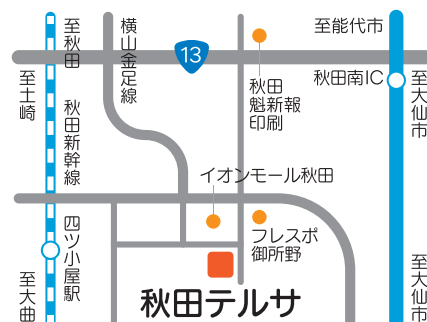 至秋田
横山金足線
13
至能代市
秋田南IC
至大仙市
至土崎
秋田新幹線
秋田
魁新報
印刷
イオンモール秋田
四ツ小屋駅
フレスポ
御所野
至大曲
秋田テルサ
至大仙市